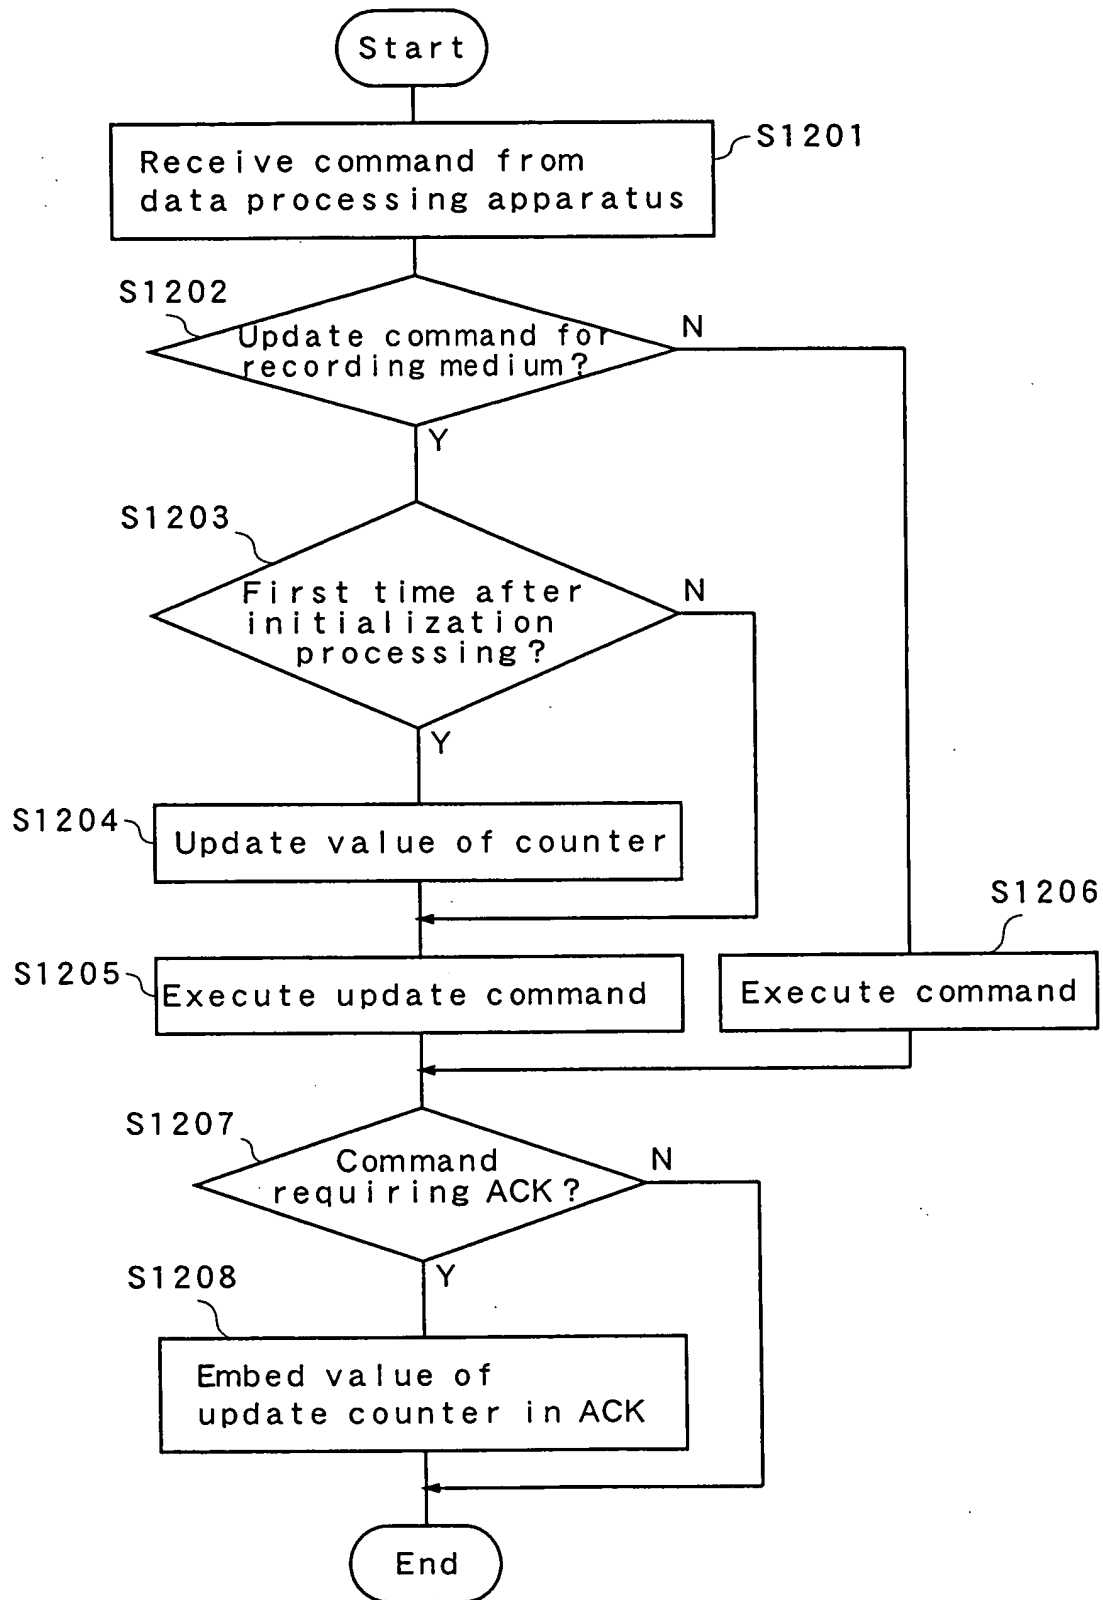 Start
S1201
Receive command from
data processing apparatus
S1202
Update command for
recording medium?
N
Y
S1203
First time after
initialization
processing?
N
Y
S1204
Update value of counter
S1206
S1205
Execute update command
Execute command
S1207
Command
requiring ACK?
N
Y
S1208
Embed value of
update counter in ACK
End